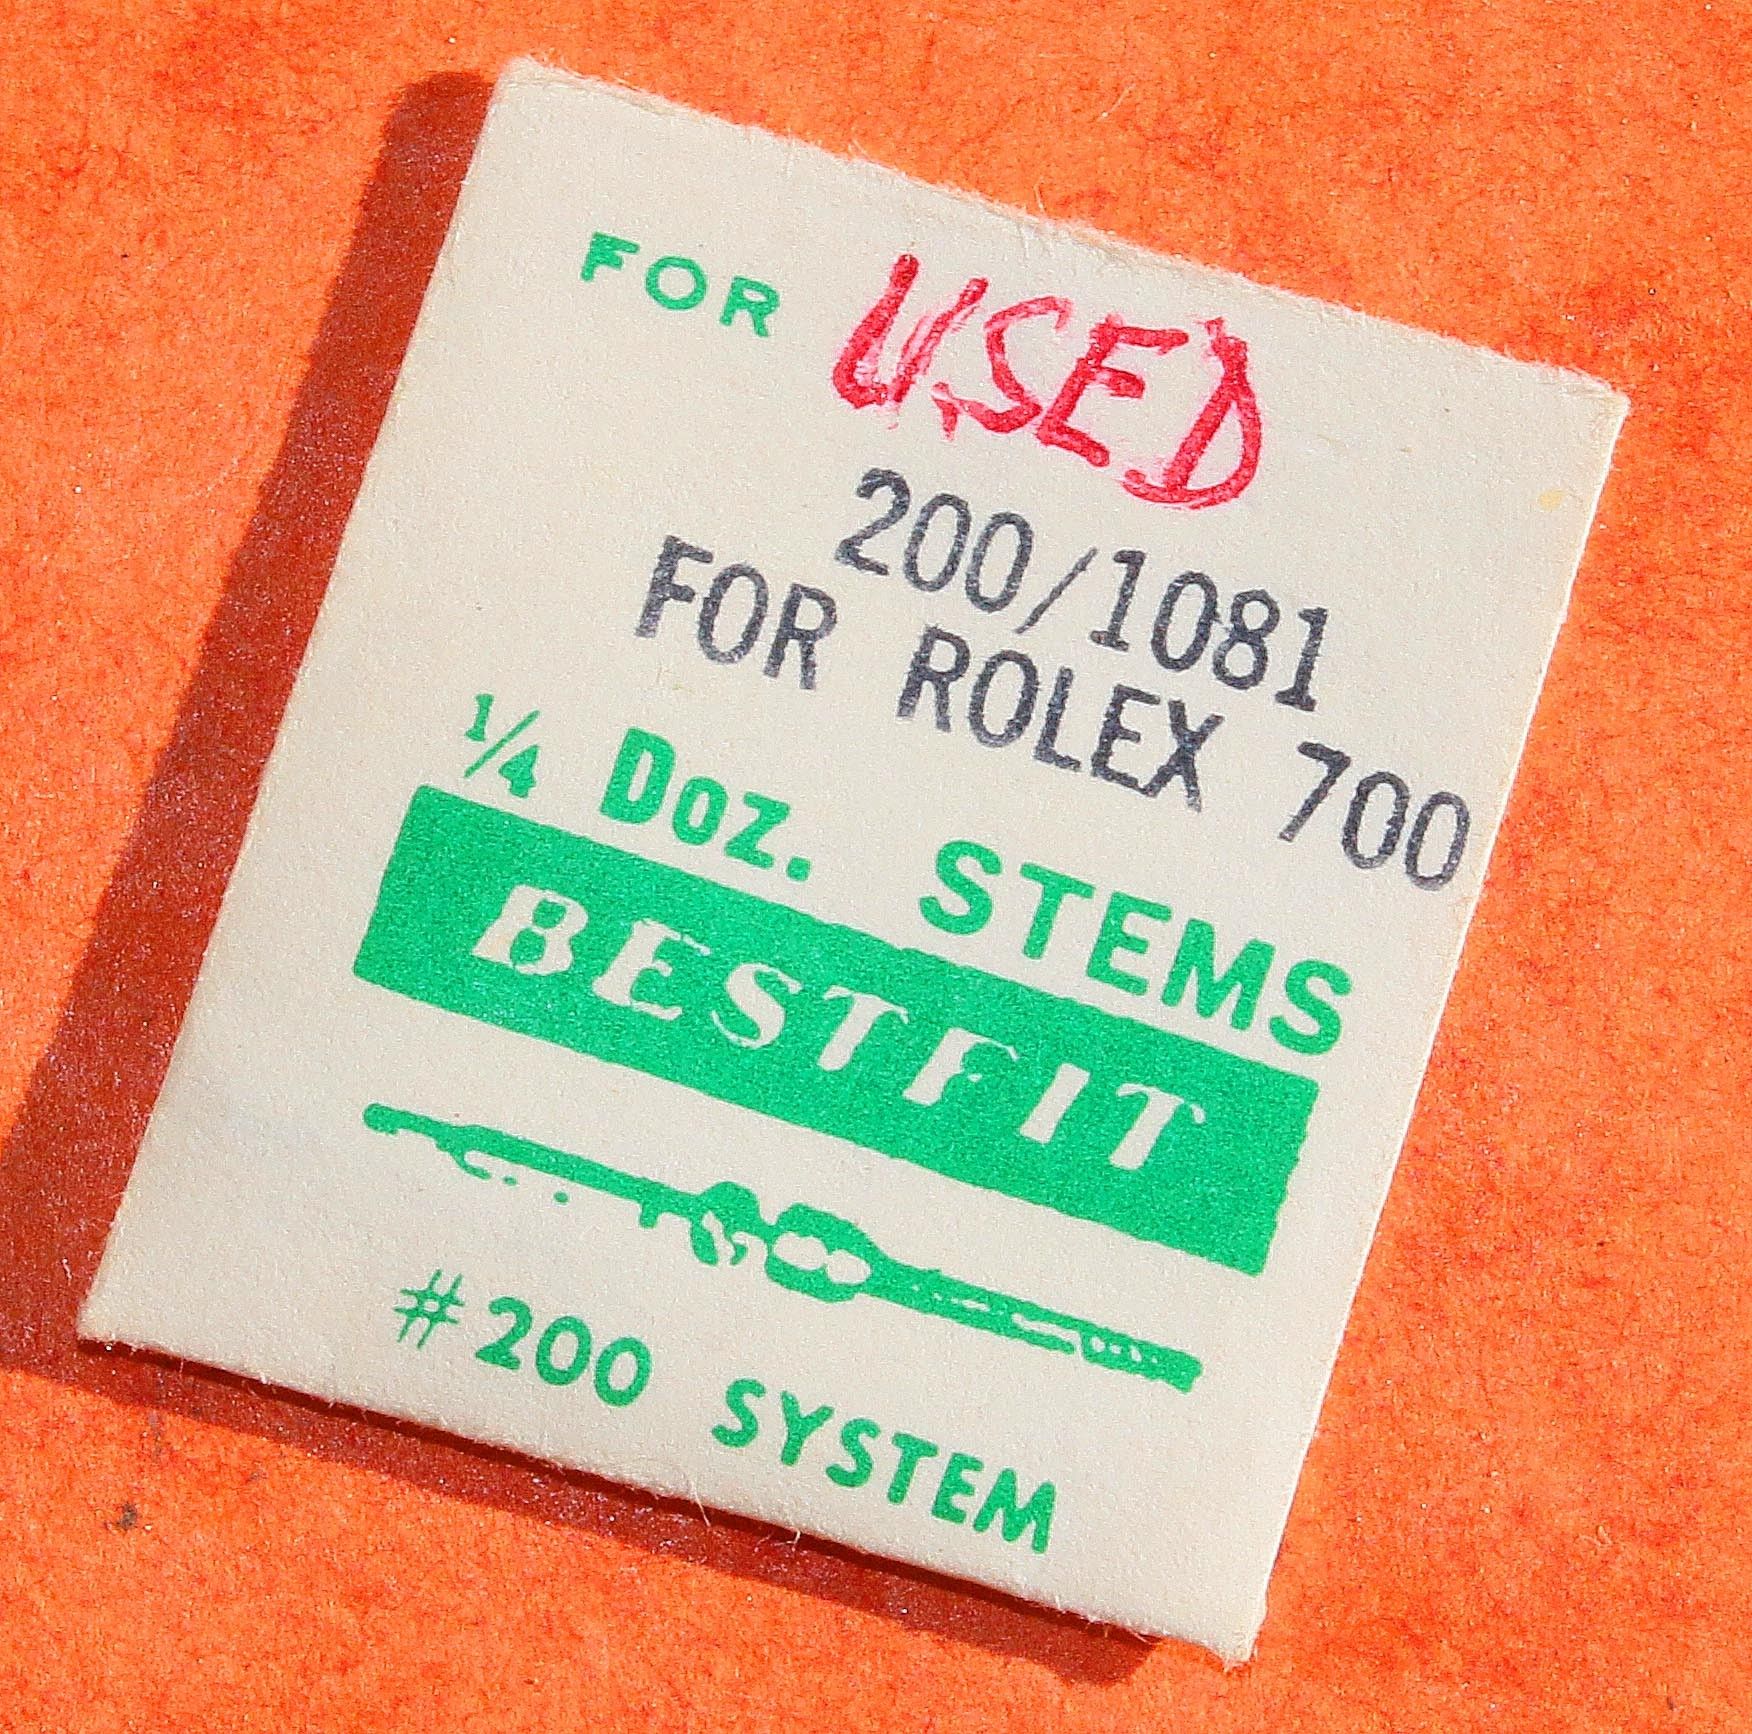 FOR USED
200/1081
FOR ROLEX 700
1/4 Doz. STEMS
BESTFIT
#200 SYSTEM